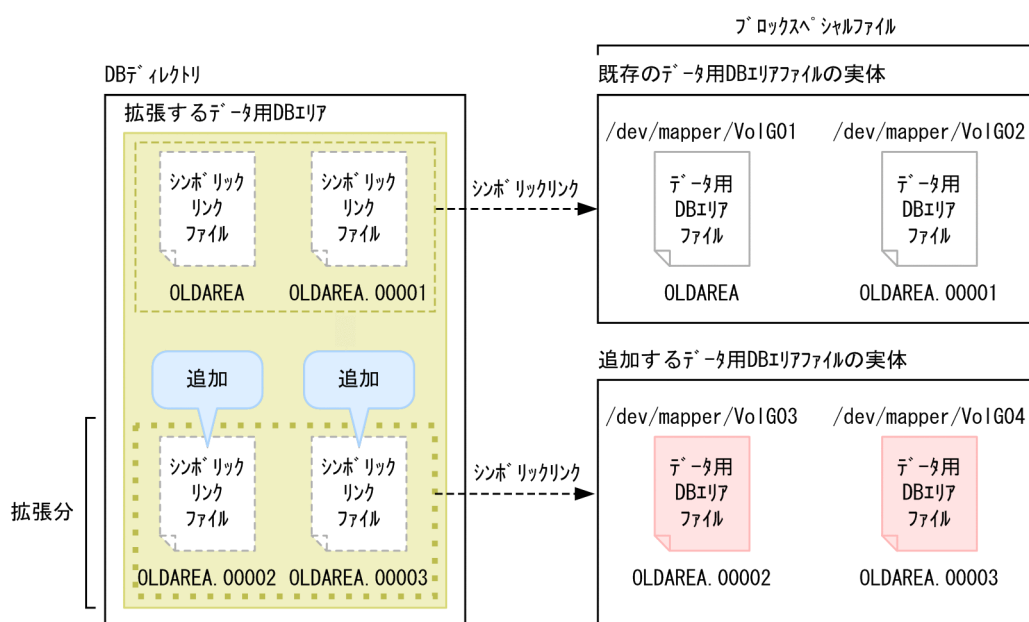 ﾌﾞﾛｯｸｽﾍﾟｼｬﾙﾌｧｲﾙ
DBﾃﾞｨﾚｸﾄﾘ
既存のﾃﾞｰﾀ用DBｴﾘｱﾌｧｲﾙの実体
拡張するﾃﾞｰﾀ用DBｴﾘｱ
/dev/mapper/VolG01
/dev/mapper/VolG02
ｼﾝﾎﾞﾘｯｸ
ﾘﾝｸ
ﾌｧｲﾙ
ｼﾝﾎﾞﾘｯｸ
ﾘﾝｸ
ﾌｧｲﾙ
ｼﾝﾎﾞﾘｯｸﾘﾝｸ
ﾃﾞｰﾀ用
DBｴﾘｱ
ﾌｧｲﾙ
ﾃﾞｰﾀ用
DBｴﾘｱ
ﾌｧｲﾙ
OLDAREA
OLDAREA.00001
OLDAREA
OLDAREA.00001
追加するﾃﾞｰﾀ用DBｴﾘｱﾌｧｲﾙの実体
追加
追加
/dev/mapper/VolG03
/dev/mapper/VolG04
ｼﾝﾎﾞﾘｯｸ
ﾘﾝｸ
ﾌｧｲﾙ
ｼﾝﾎﾞﾘｯｸ
ﾘﾝｸ
ﾌｧｲﾙ
ｼﾝﾎﾞﾘｯｸﾘﾝｸ
ﾃﾞｰﾀ用
DBｴﾘｱ
ﾌｧｲﾙ
ﾃﾞｰﾀ用
DBｴﾘｱ
ﾌｧｲﾙ
拡張分
OLDAREA.00002
OLDAREA.00003
OLDAREA.00002
OLDAREA.00003